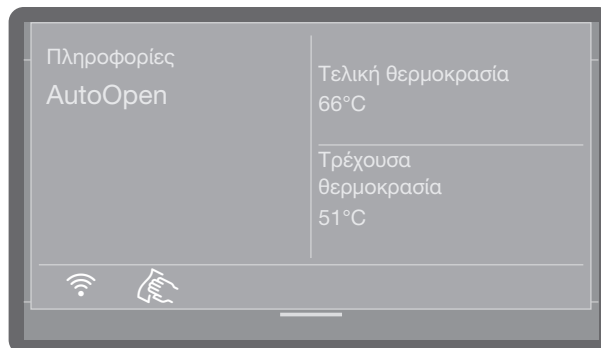 Πληροφορίες
AutoOpen
Τελική θερμοκρασία
66°C
Τρέχουσα
θερμοκρασία
51°C